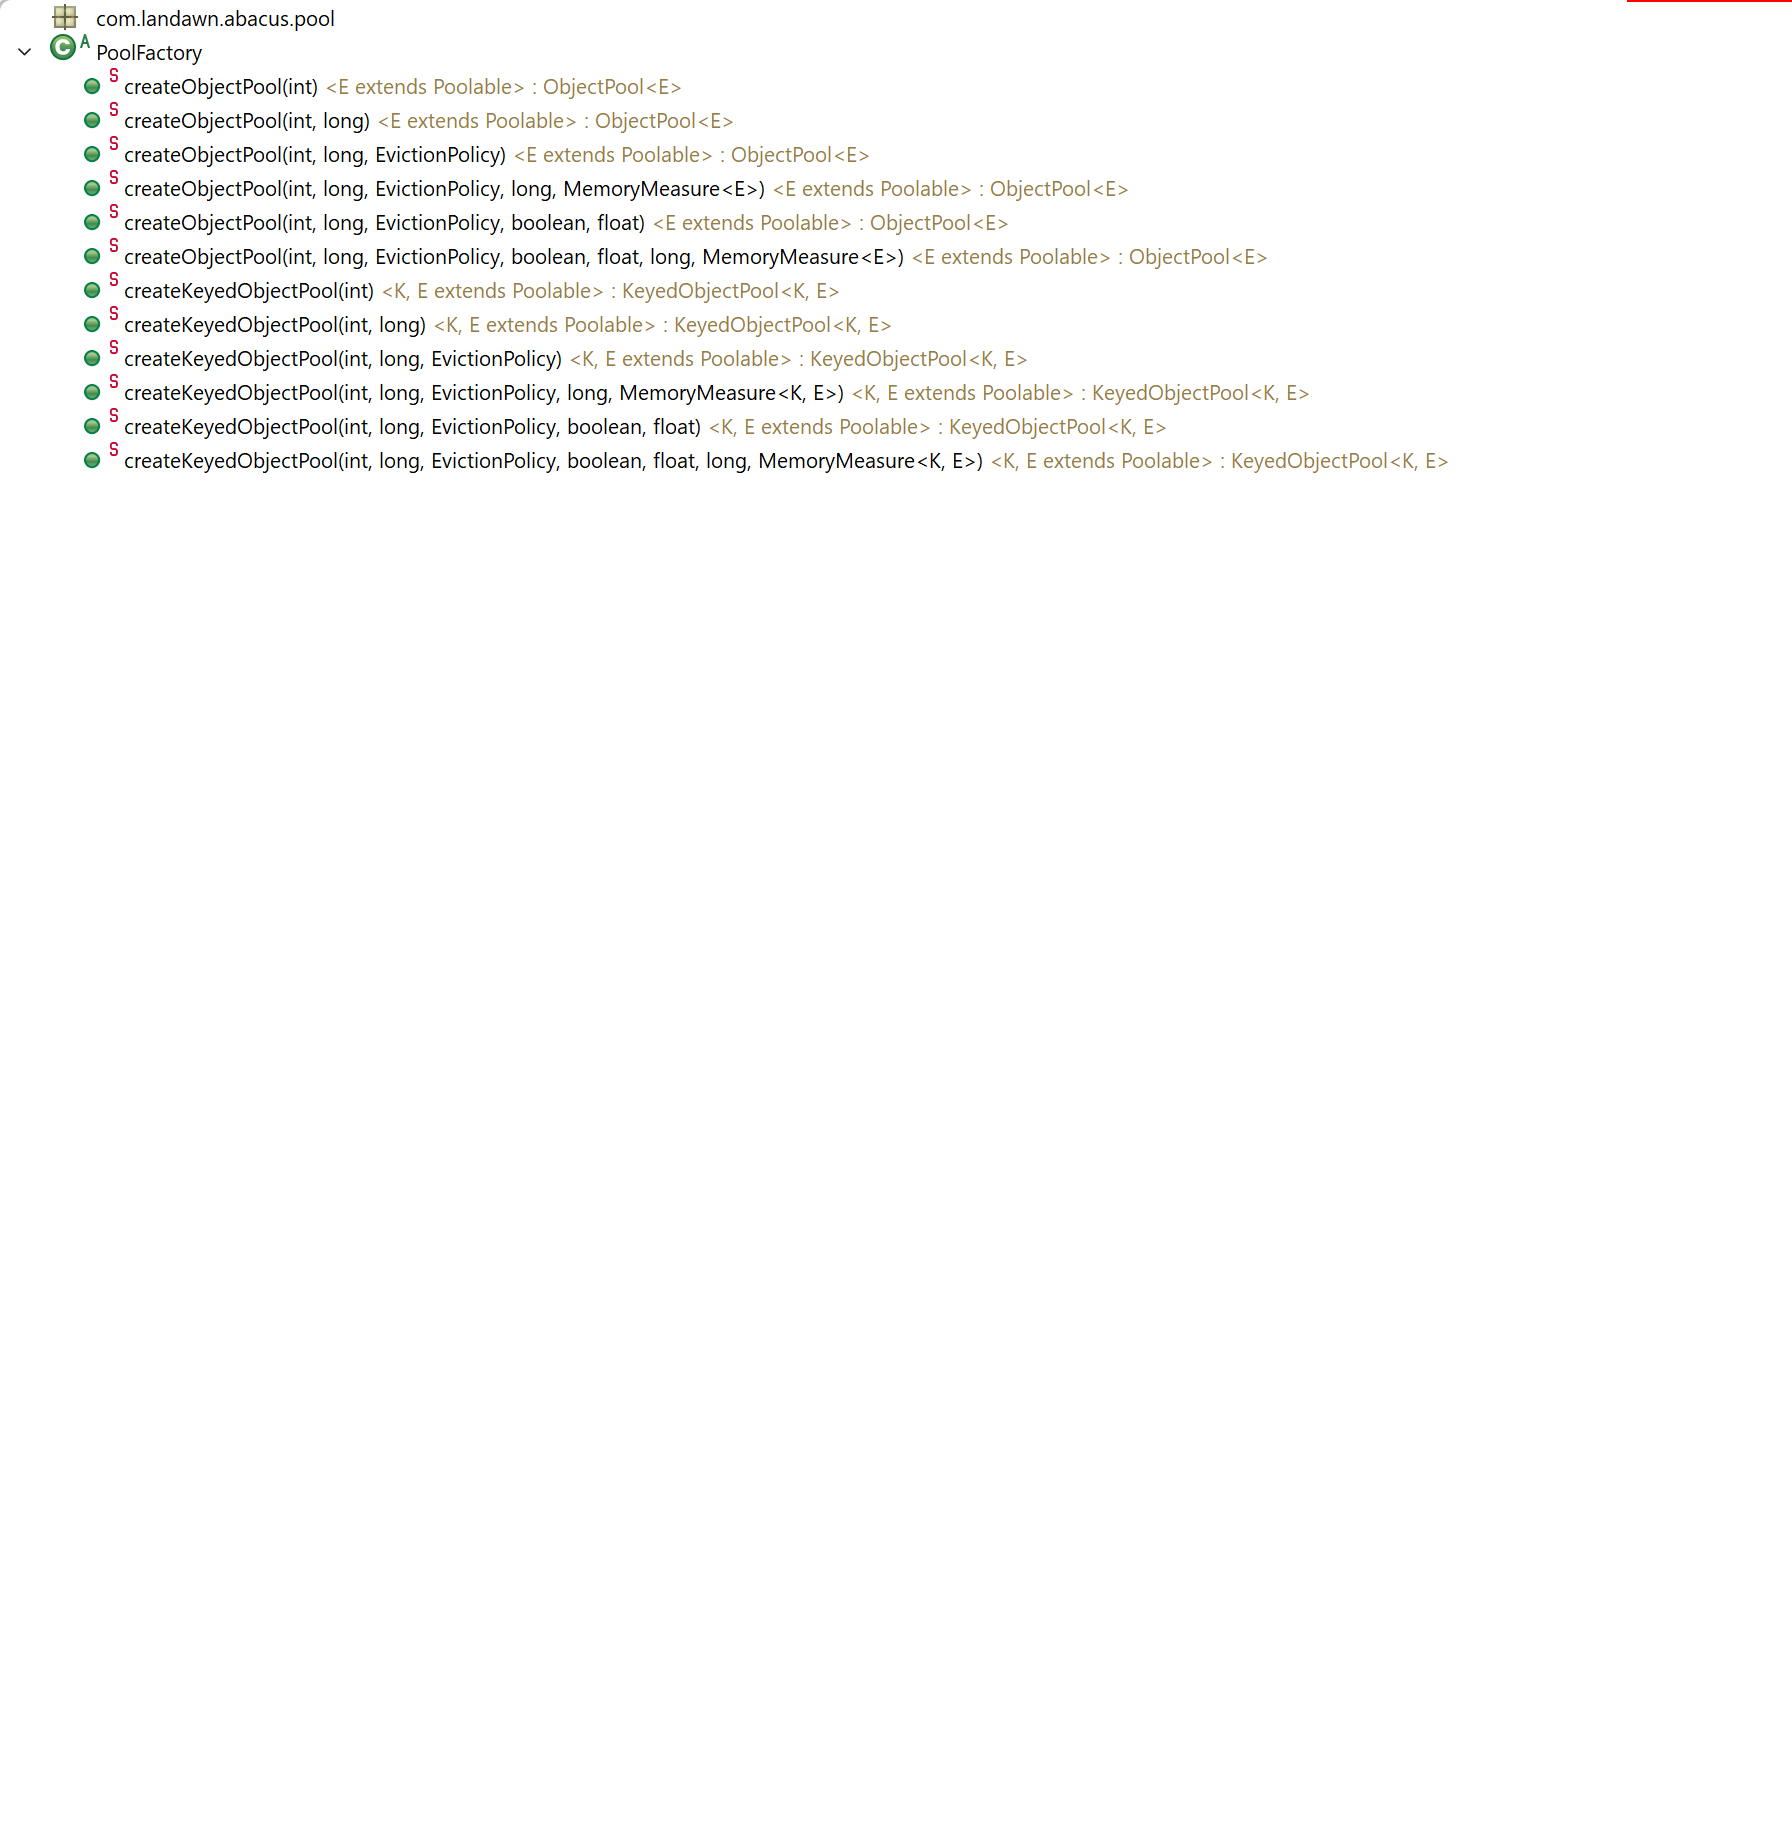 com.landawn.abacus.pool
A PoolFactory
S createObjectPool(int) <E extends Poolable> : ObjectPool<E>
S createObjectPool(int, long) <E extends Poolable> : ObjectPool<E>
S createObjectPool(int, long, EvictionPolicy) <E extends Poolable> : ObjectPool<E>
S createObjectPool(int, long, EvictionPolicy, long, MemoryMeasure<E>) <E extends Poolable> : ObjectPool<E>
S createObjectPool(int, long, EvictionPolicy, boolean, float) <E extends Poolable> : ObjectPool<E>
S createObjectPool(int, long, EvictionPolicy, boolean, float, long, MemoryMeasure<E>) <E extends Poolable> : ObjectPool<E>
S createKeyedObjectPool(int) <K, E extends Poolable> : KeyedObjectPool<K, E>
S createKeyedObjectPool(int, long) <K, E extends Poolable> : KeyedObjectPool<K, E>
S createKeyedObjectPool(int, long, EvictionPolicy) <K, E extends Poolable> : KeyedObjectPool<K, E>
S createKeyedObjectPool(int, long, EvictionPolicy, long, MemoryMeasure<K, E>) <K, E extends Poolable> : KeyedObjectPool<K, E>
S createKeyedObjectPool(int, long, EvictionPolicy, boolean, float) <K, E extends Poolable> : KeyedObjectPool<K, E>
S createKeyedObjectPool(int, long, EvictionPolicy, boolean, float, long, MemoryMeasure<K, E>) <K, E extends Poolable> : KeyedObjectPool<K, E>